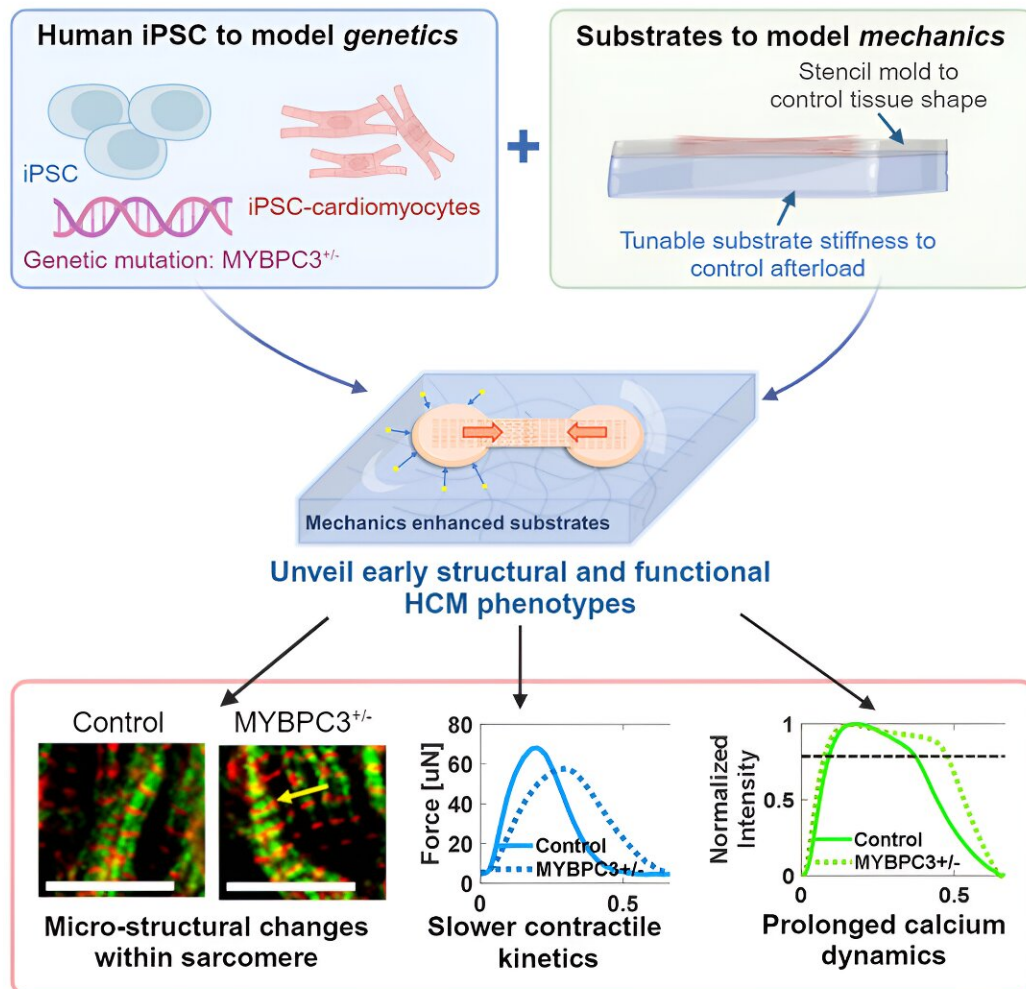 Human iPSC to model genetics
iPSC
iPSC-cardiomyocytes
Genetic mutation: MYBPC3+/-
+
Substrates to model mechanics
Stencil mold to
control tissue shape
Tunable substrate stiffness to
control afterload
Mechanics enhanced substrates
Unveil early structural and functional
HCM phenotypes
Control
MYBPC3+/-
Micro-structural changes
within sarcomere
Force [uN]
80
60
40
20
0
0
0.5
Control
MYBPC3+/-
Slower contractile
kinetics
Normalized
Intensity
1
0.5
0
0
0.5
Control
MYBPC3+/-
Prolonged calcium
dynamics